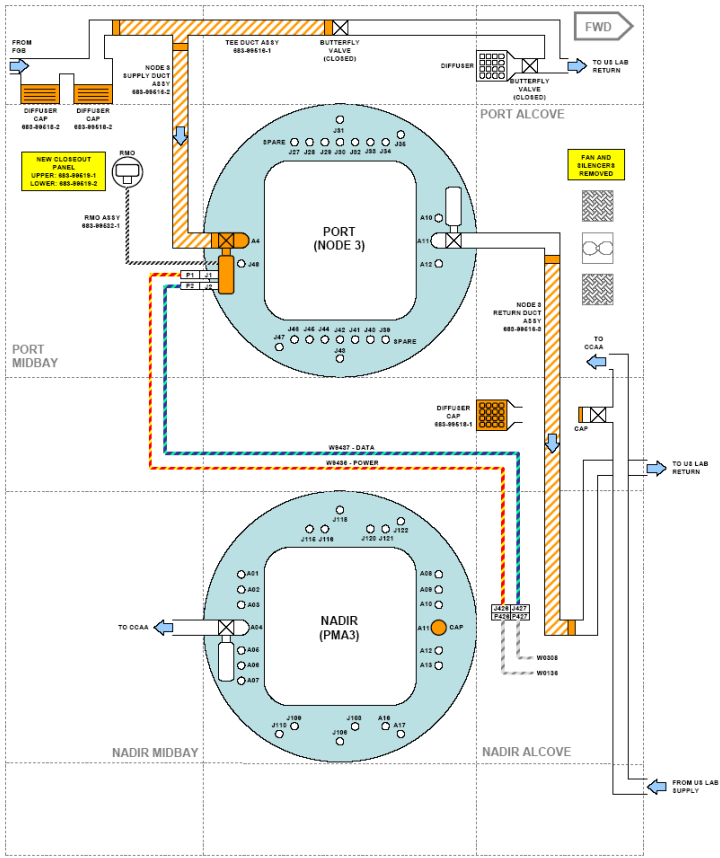 FWD
FROM
FGB
TEE DUCT ASSY
683-99516-1
BUTTERFLY
VALVE
(CLOSED)
NODE 3
SUPPLY DUCT
ASSY
683-99516-2
DIFFUSER
BUTTERFLY
VALVE
(CLOSED)
TO US LAB
RETURN
DIFFUSER
CAP
683-99518-2
DIFFUSER
CAP
683-99518-2
PORT ALCOVE
J31
SPARE
J27 J28 J29 J30 J32 J33 J34
J35
NEW CLOSEOUT
PANEL
UPPER: 683-99519-1
LOWER: 683-99519-2
RMO
FAN AND
SILENCERS
REMOVED
RMO ASSY
683-99532-1
PORT
(NODE 3)
A10
A4
A11
J48
A12
P1 J1
P2 J2
NODE 3
RETURN DUCT
ASSY
683-99516-3
J46 J45 J44 J42 J41 J40 J39
J47
SPARE
J43
PORT
MIDBAY
TO
CCAA
DIFFUSER
CAP
683-99518-1
CAP
W9437 - DATA
W9436 - POWER
TO US LAB
RETURN
J118
J115 J116
J120 J121
J122
A01
A02
A03
A08
A09
A10
NADIR
(PMA3)
TO CCAA
A04
A11
CAP
J426 J427
P426 P427
A05
A06
A07
A12
A13
W0308
W0136
J109
J110
J100
A16
A17
J106
NADIR MIDBAY
NADIR ALCOVE
FROM US LAB
SUPPLY